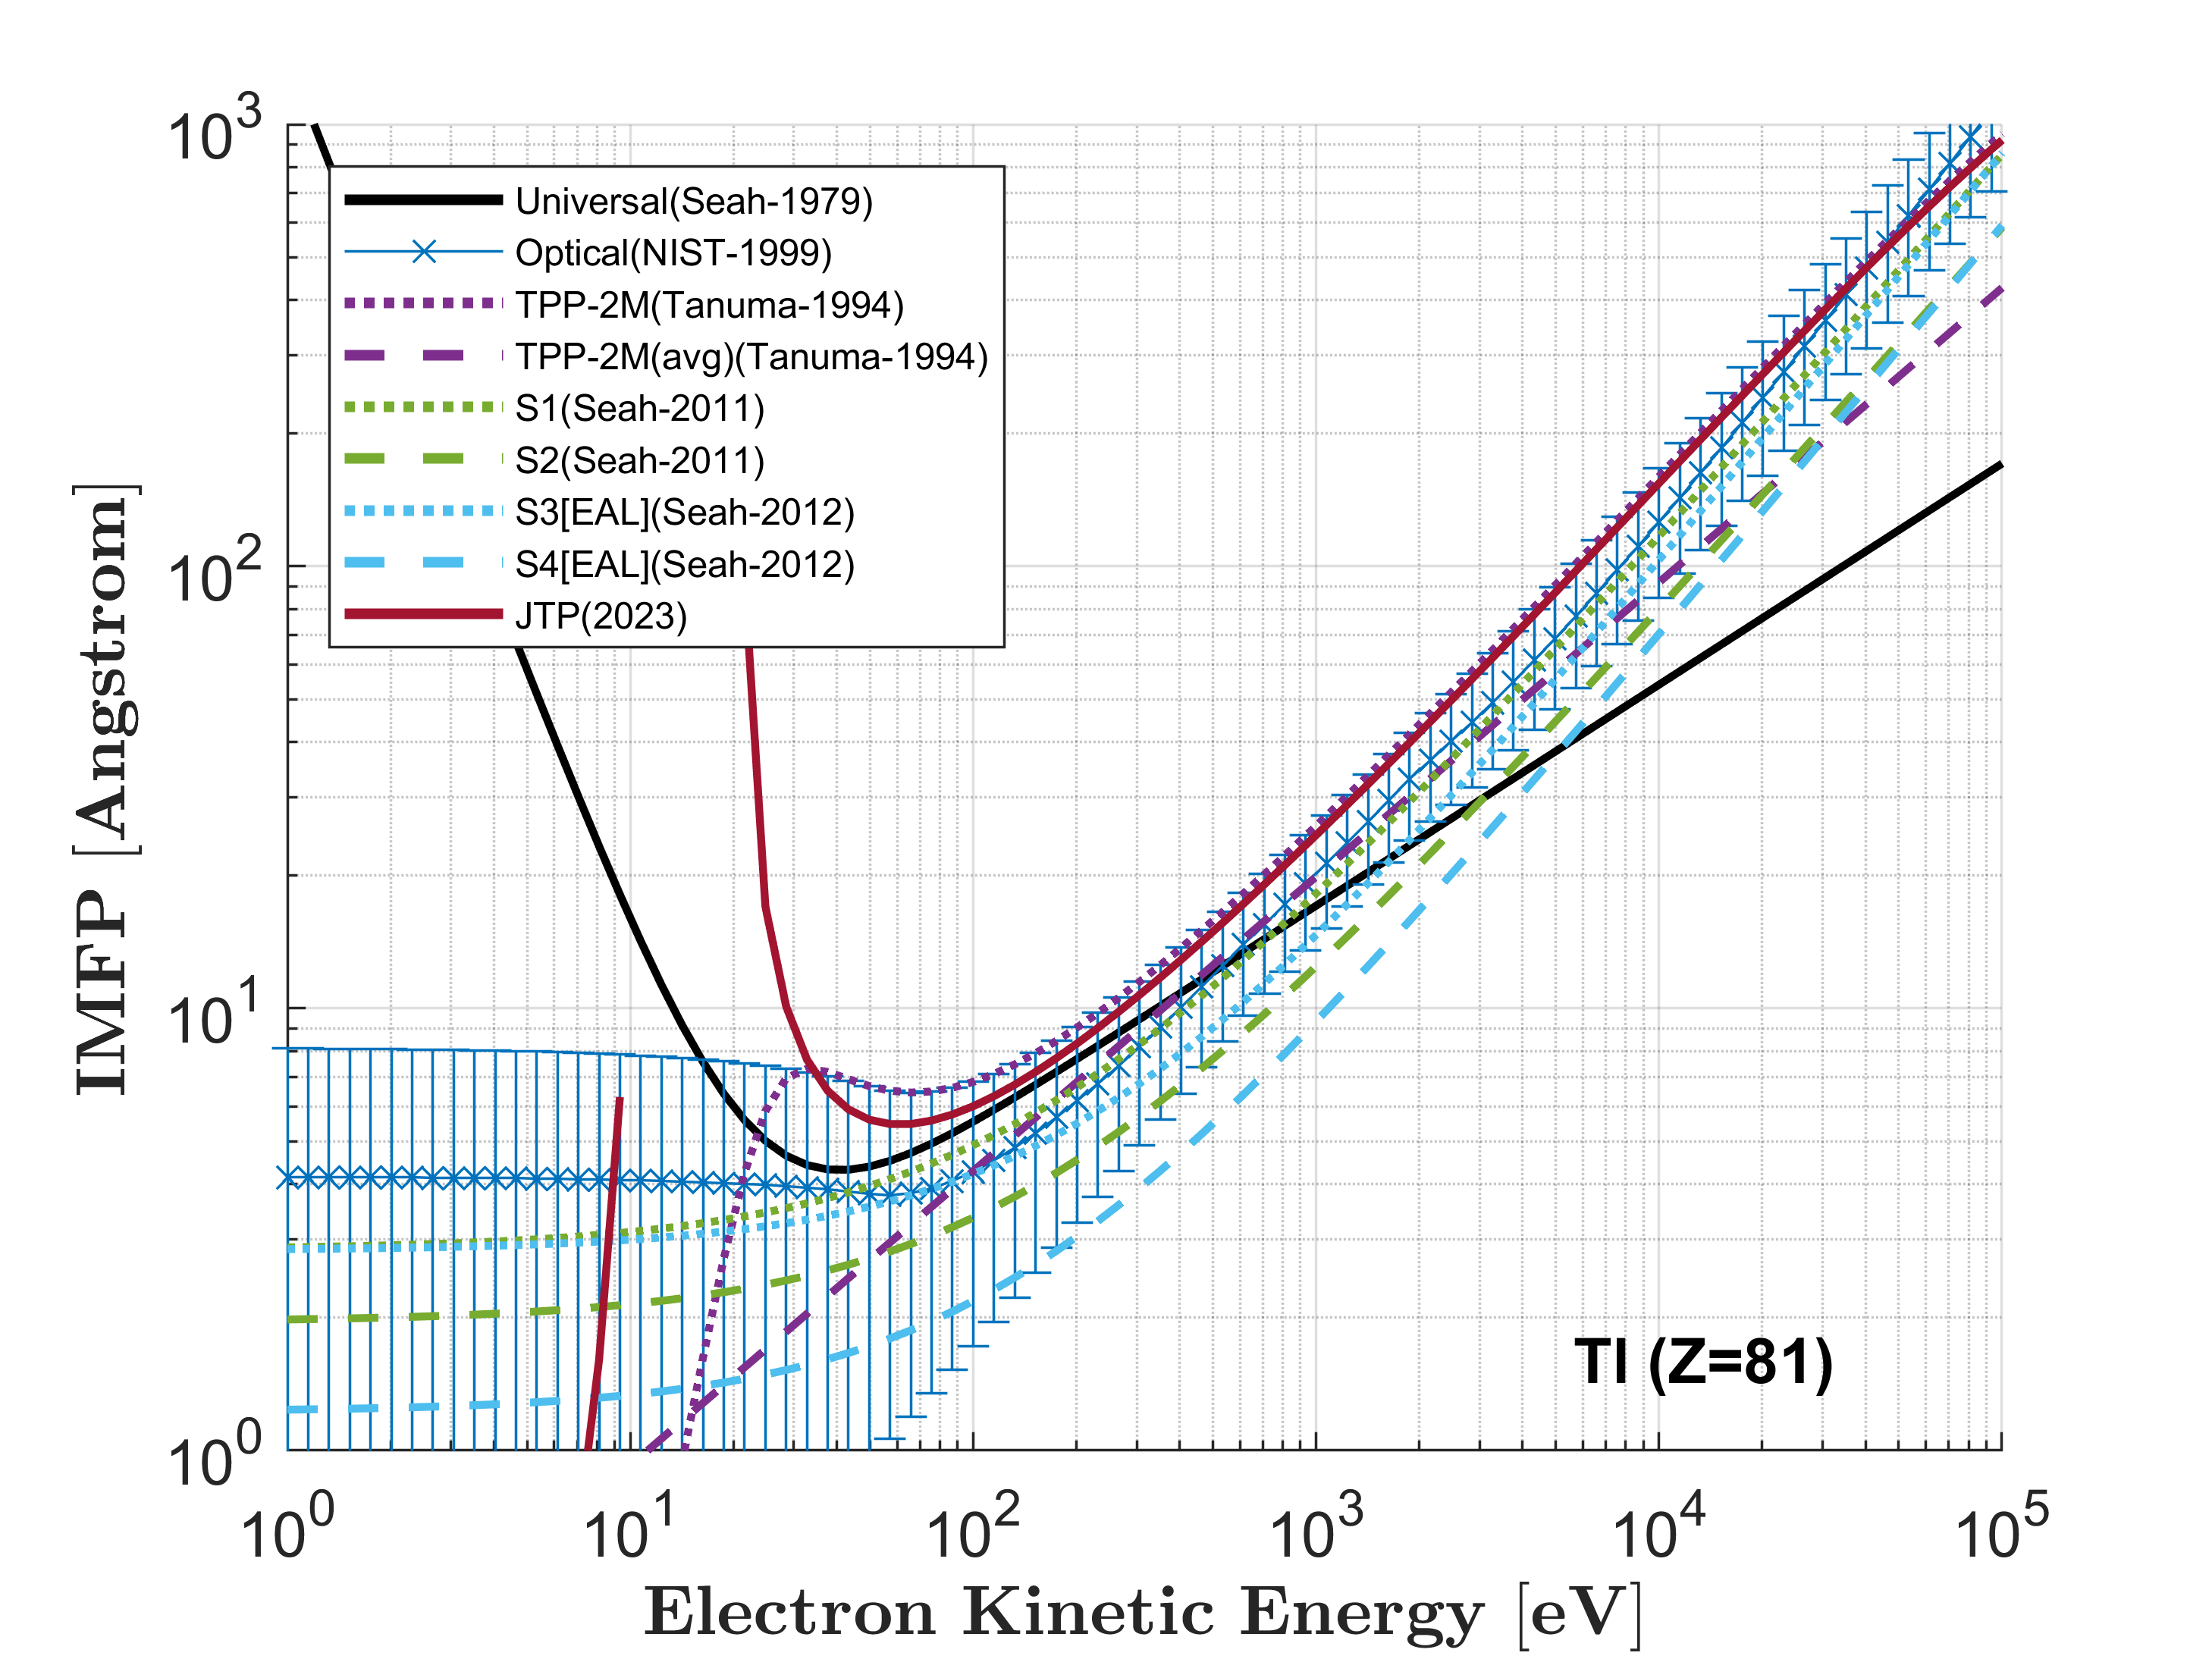 10^3
10^2
10^1
10^0
IMFP [Angstrom]
Universal(Seah-1979)
Optical(NIST-1999)
TPP-2M(Tanuma-1994)
TPP-2M(avg)(Tanuma-1994)
S1(Seah-2011)
S2(Seah-2011)
S3[EAL](Seah-2012)
S4[EAL](Seah-2012)
JTP(2023)
Tl (Z=81)
10^0 10^1 10^2 10^3 10^4 10^5
Electron Kinetic Energy [eV]